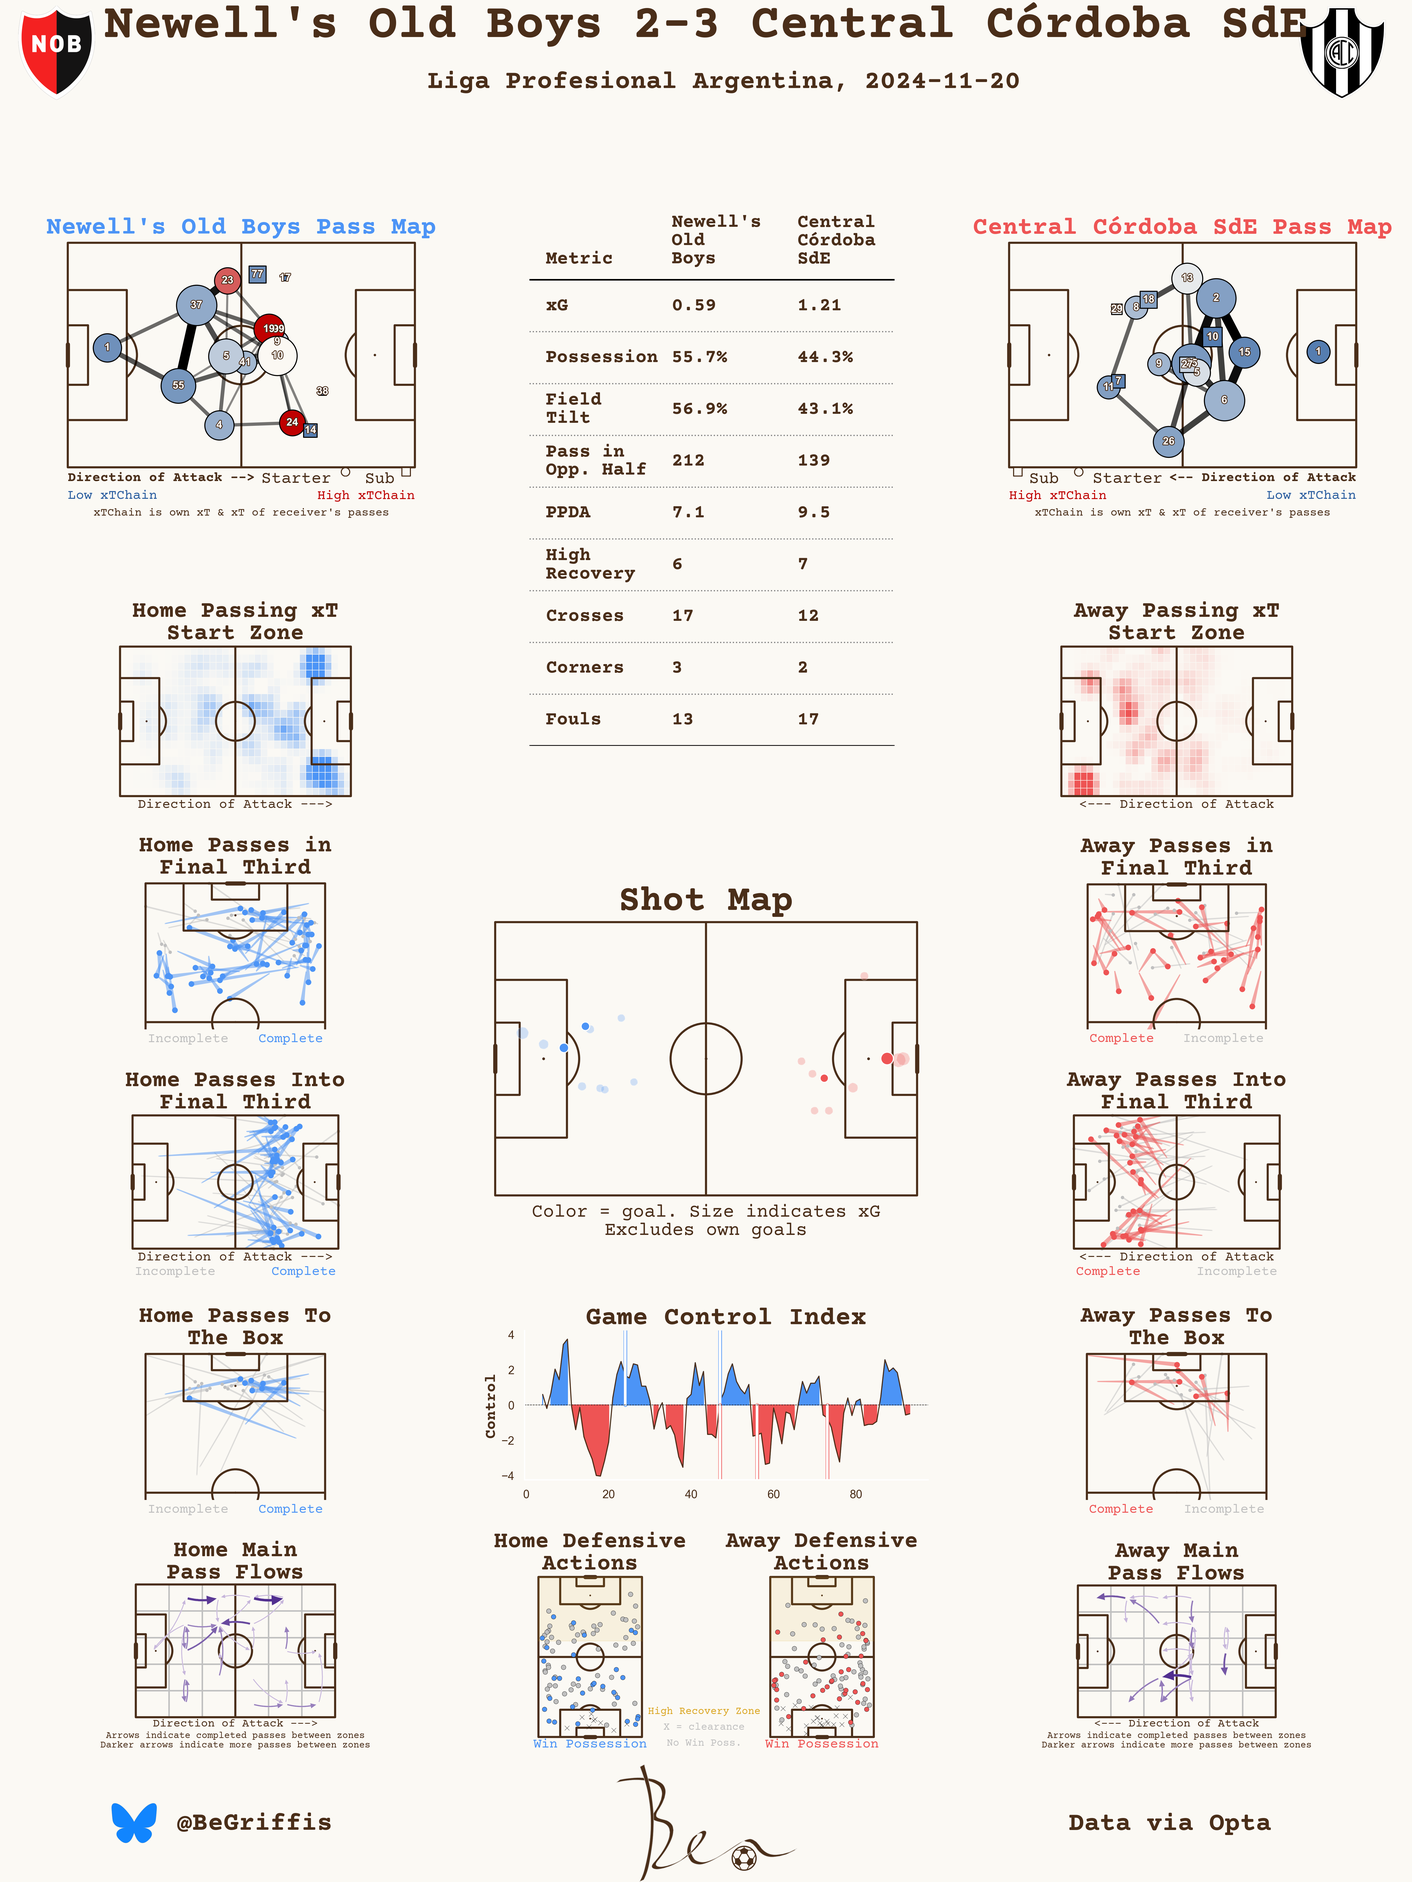 Newell's Old Boys 2-3 Central Córdoba SdE
NOB
Liga Profesional Argentina, 2024-11-20
Newell's Old Boys Pass Map
23
77
17
37
19
99
9
10
1
5
41
55
38
4
24
14
Direction of Attack --> Starter Sub
Low xTChain High xTChain
xTChain is own xT & xT of receiver's passes
Metric Newell's Old Boys Central Córdoba SdE
xG 0.59 1.21
Possession 55.7% 44.3%
Field Tilt 56.9% 43.1%
Pass in Opp. Half 212 139
PPDA 7.1 9.5
High Recovery 6 7
Crosses 17 12
Corners 3 2
Fouls 13 17
Central Córdoba SdE Pass Map
13
2
29
8
18
10
15
1
9
27
5
11
7
6
26
Sub Starter <-- Direction of Attack
High xTChain Low xTChain
xTChain is own xT & xT of receiver's passes
Home Passing xT
Start Zone
Direction of Attack --->
Away Passing xT
Start Zone
<--- Direction of Attack
Home Passes in
Final Third
Incomplete Complete
Away Passes in
Final Third
Complete Incomplete
Shot Map
Color = goal. Size indicates xG
Excludes own goals
Home Passes Into
Final Third
Direction of Attack --->
Incomplete Complete
Away Passes Into
Final Third
<--- Direction of Attack
Complete Incomplete
Home Passes To
The Box
Incomplete Complete
Game Control Index
Control
4
2
0
−2
−4
0 20 40 60 80
Away Passes To
The Box
Complete Incomplete
Home Main
Pass Flows
Direction of Attack --->
Arrows indicate completed passes between zones
Darker arrows indicate more passes between zones
Home Defensive
Actions
Win Possession
Away Defensive
Actions
Win Possession
High Recovery Zone
X = clearance
No Win Poss.
Away Main
Pass Flows
<--- Direction of Attack
Arrows indicate completed passes between zones
Darker arrows indicate more passes between zones
@BeGriffis
Ben
Data via Opta